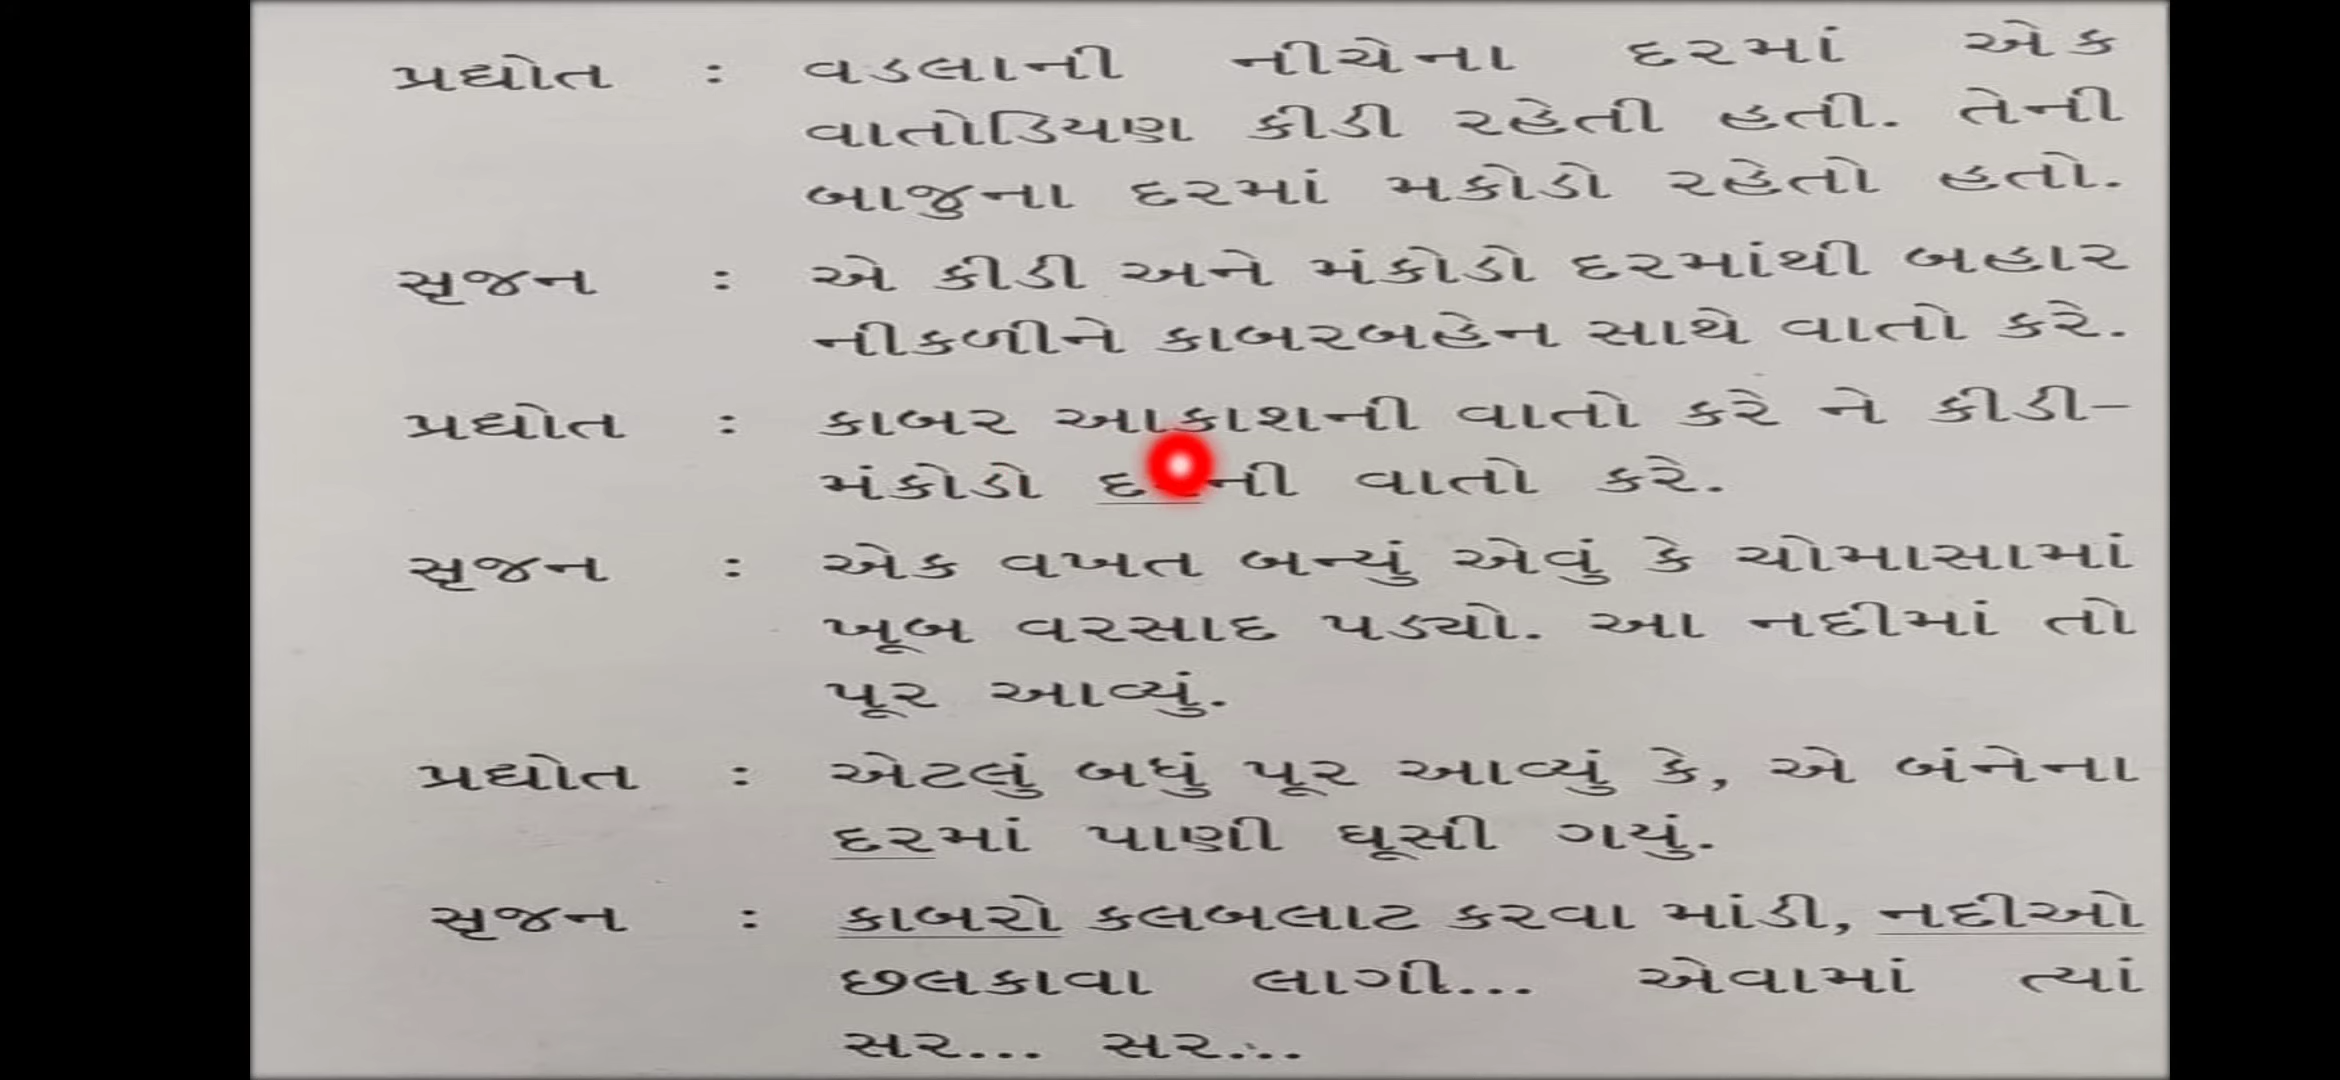 પ્રદ્યોત : વડલાની નીચેના દરમાં એક
વાતોડિયણ કીડી રહેતી હતી. તેની
બાજુના દરમાં મકોડો રહેતો હતો.
સૃજન : એ કીડી અને મંકોડો દરમાંથી બહાર
નીકળીને કાબરબહેન સાથે વાતો કરે.
પ્રદ્યોત : કાબર આકાશની વાતો કરે ને કીડી–
મંકોડો વાતો કરે.
સૃજન : એક વખત બન્યું એવું કે ચોમાસામાં
ખૂબ વરસાદ પડ્યો. આ નદીમાં તો
પૂર આવ્યું.
પ્રદ્યોત : એટલું બધું પૂર આવ્યું કે, એ બંનેના
દરમાં પાણી ઘૂસી ગયું.
સૃજન : કાબરો કલબલાટ કરવા માંડી, નદીઓ
છલકાવા લાગી... એવામાં ત્યાં
સર... સર...